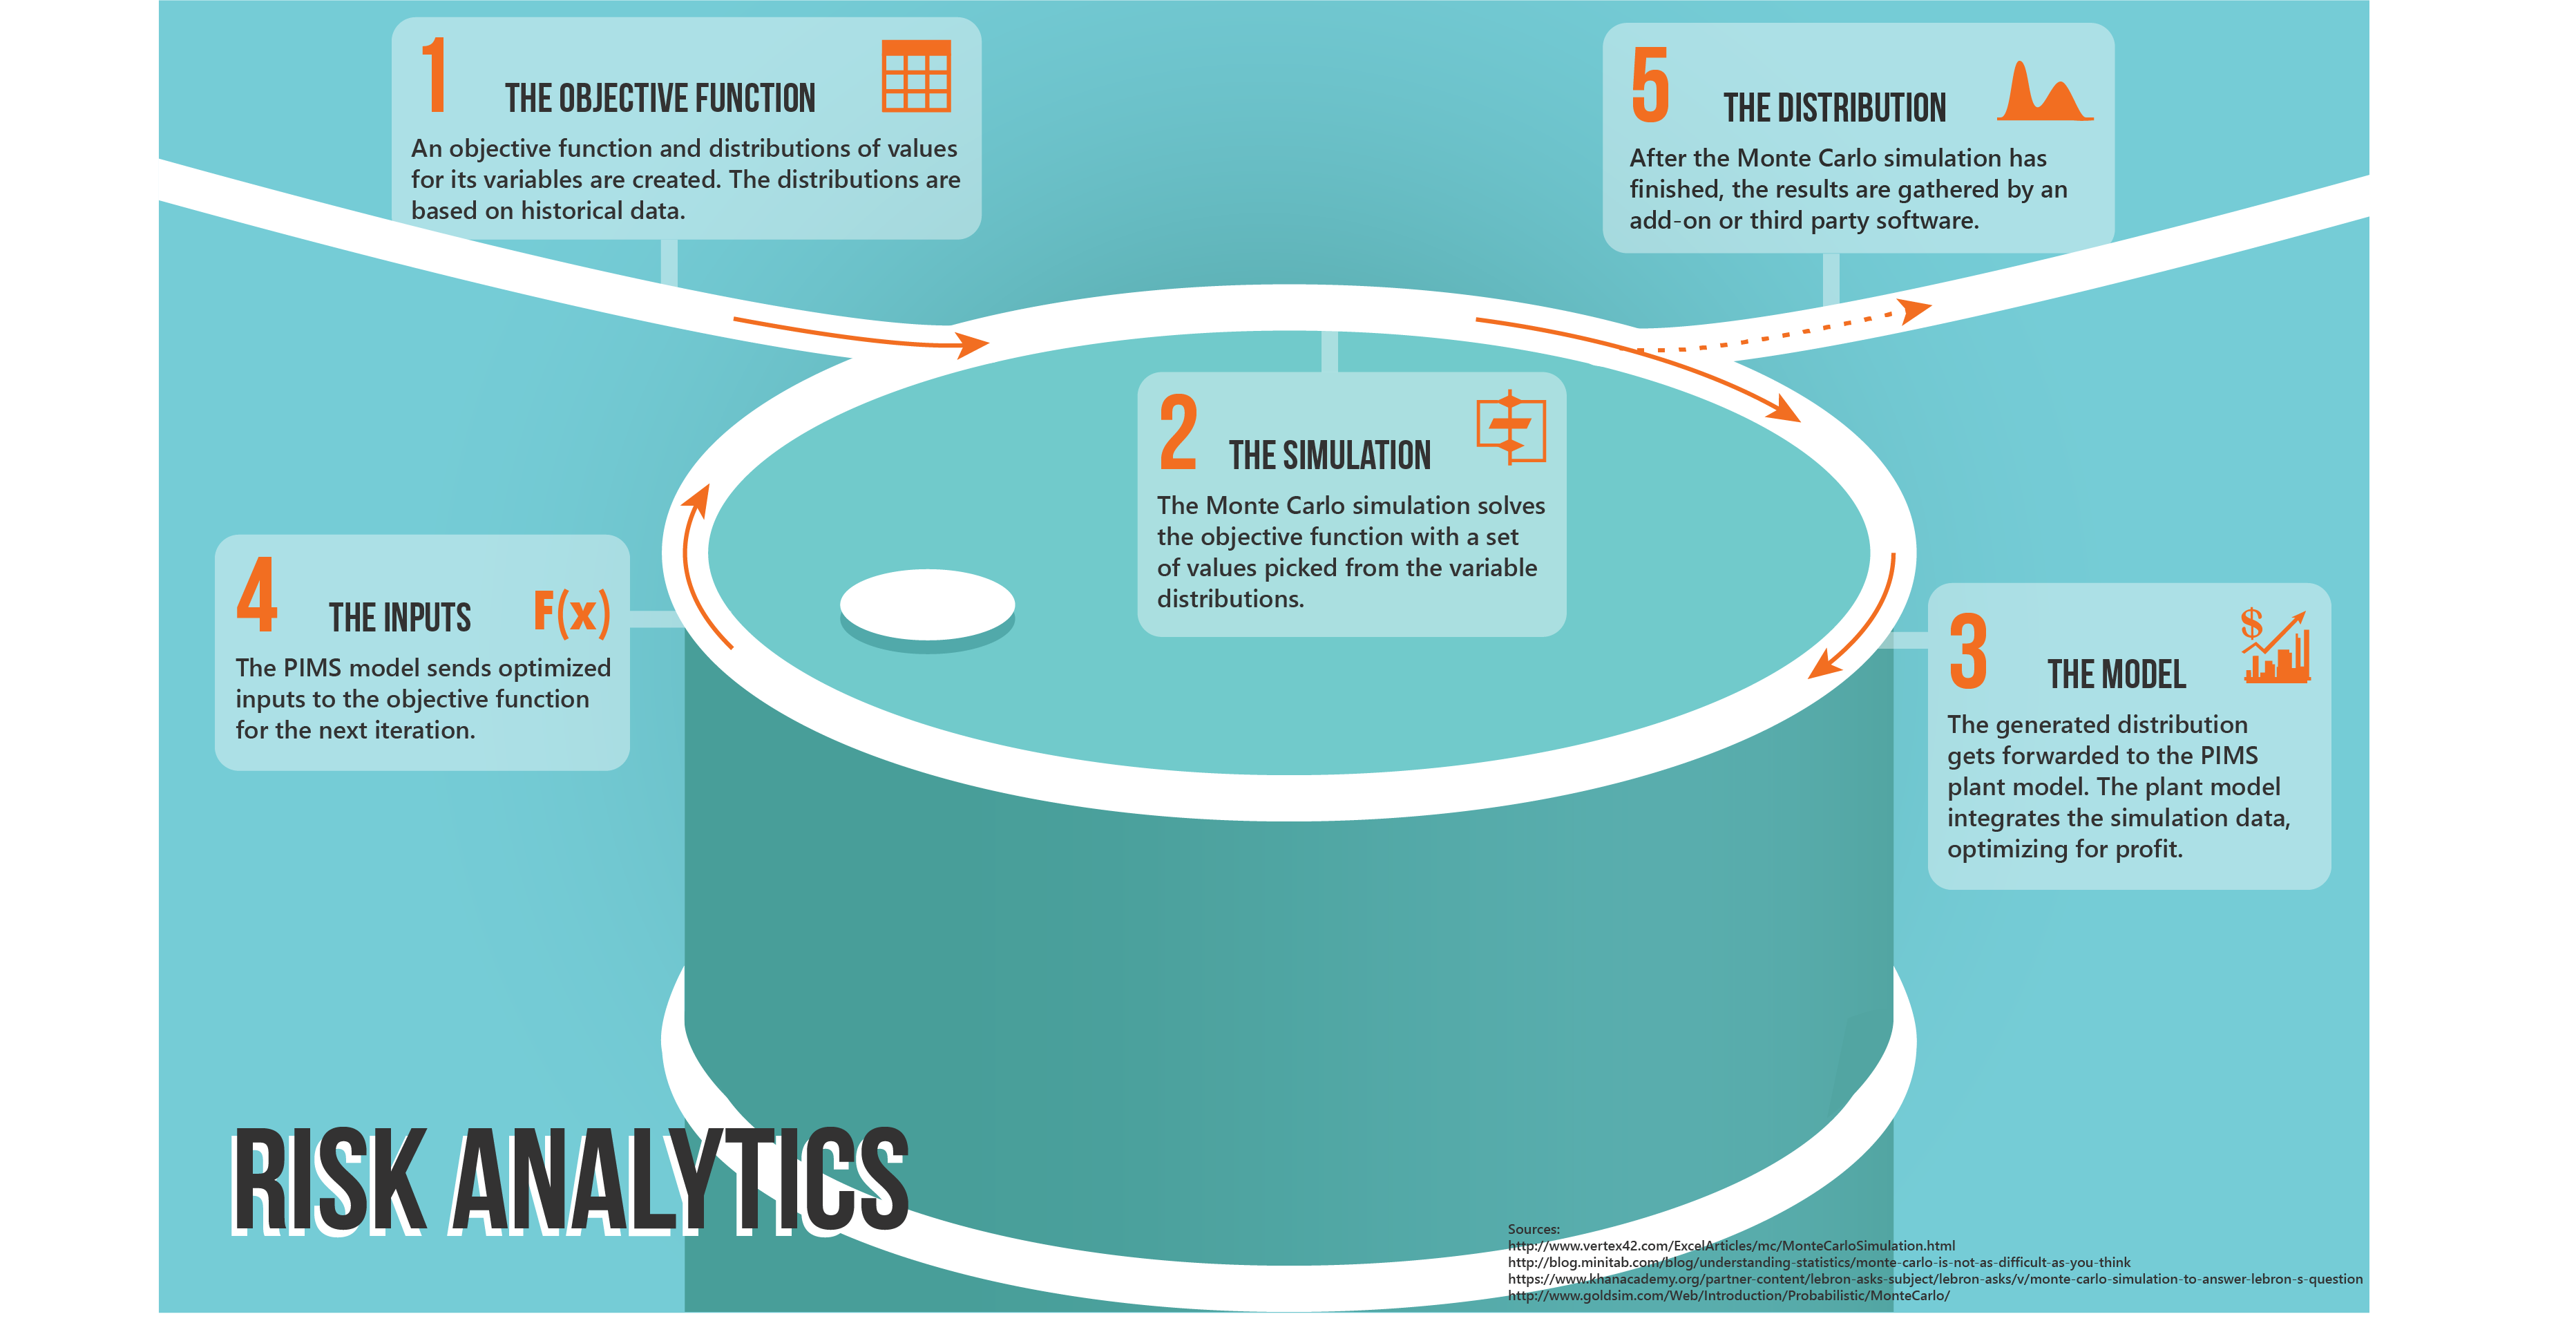 1
THE OBJECTIVE FUNCTION
An objective function and distributions of values
for its variables are created. The distributions are
based on historical data.
2
THE SIMULATION
The Monte Carlo simulation solves
the objective function with a set
of values picked from the variable
distributions.
3
THE MODEL
$
The generated distribution
gets forwarded to the PIMS
plant model. The plant model
integrates the simulation data,
optimizing for profit.
4
THE INPUTS
F(x)
The PIMS model sends optimized
inputs to the objective function
for the next iteration.
5
THE DISTRIBUTION
After the Monte Carlo simulation has
finished, the results are gathered by an
add-on or third party software.
RISK ANALYTICS
Sources:
http://www.vertex42.com/ExcelArticles/mc/MonteCarloSimulation.html
http://blog.minitab.com/blog/understanding-statistics/monte-carlo-is-not-as-difficult-as-you-think
https://www.khanacademy.org/partner-content/lebron-asks-subject/lebron-asks/v/monte-carlo-simulation-to-answer-lebron-s-question
http://www.goldsim.com/Web/Introduction/Probabilistic/MonteCarlo/